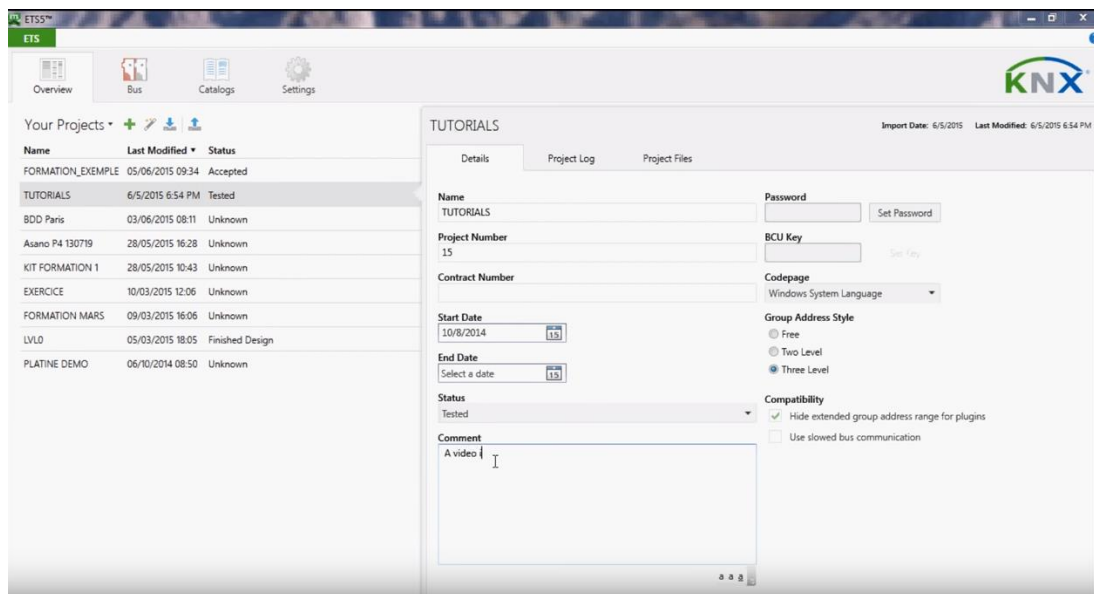 ETS5™
ETS
Overview
Bus
Catalogs
Settings
KNX
Your Projects
Name Last Modified Status
FORMATION_EXEMPLE 05/06/2015 09:34 Accepted
TUTORIALS 6/5/2015 6:54 PM Tested
BDD Paris 03/06/2015 08:11 Unknown
Asano P4 130719 28/05/2015 16:28 Unknown
KIT FORMATION 1 28/05/2015 10:43 Unknown
EXERCICE 10/03/2015 12:06 Unknown
FORMATION MARS 09/03/2015 16:06 Unknown
LVL0 05/03/2015 18:05 Finished Design
PLATINE DEMO 06/10/2014 08:50 Unknown
TUTORIALS
Import Date: 6/5/2015 Last Modified: 6/5/2015 6:54 PM
Details
Project Log
Project Files
Name
TUTORIALS
Project Number
15
Contract Number
Start Date
10/8/2014
15
End Date
Select a date
15
Status
Tested
Comment
A video i
a a a
Password
Set Password
BCU Key
Set Key
Codepage
Windows System Language
Group Address Style
Free
Two Level
Three Level
Compatibility
Hide extended group address range for plugins
Use slowed bus communication